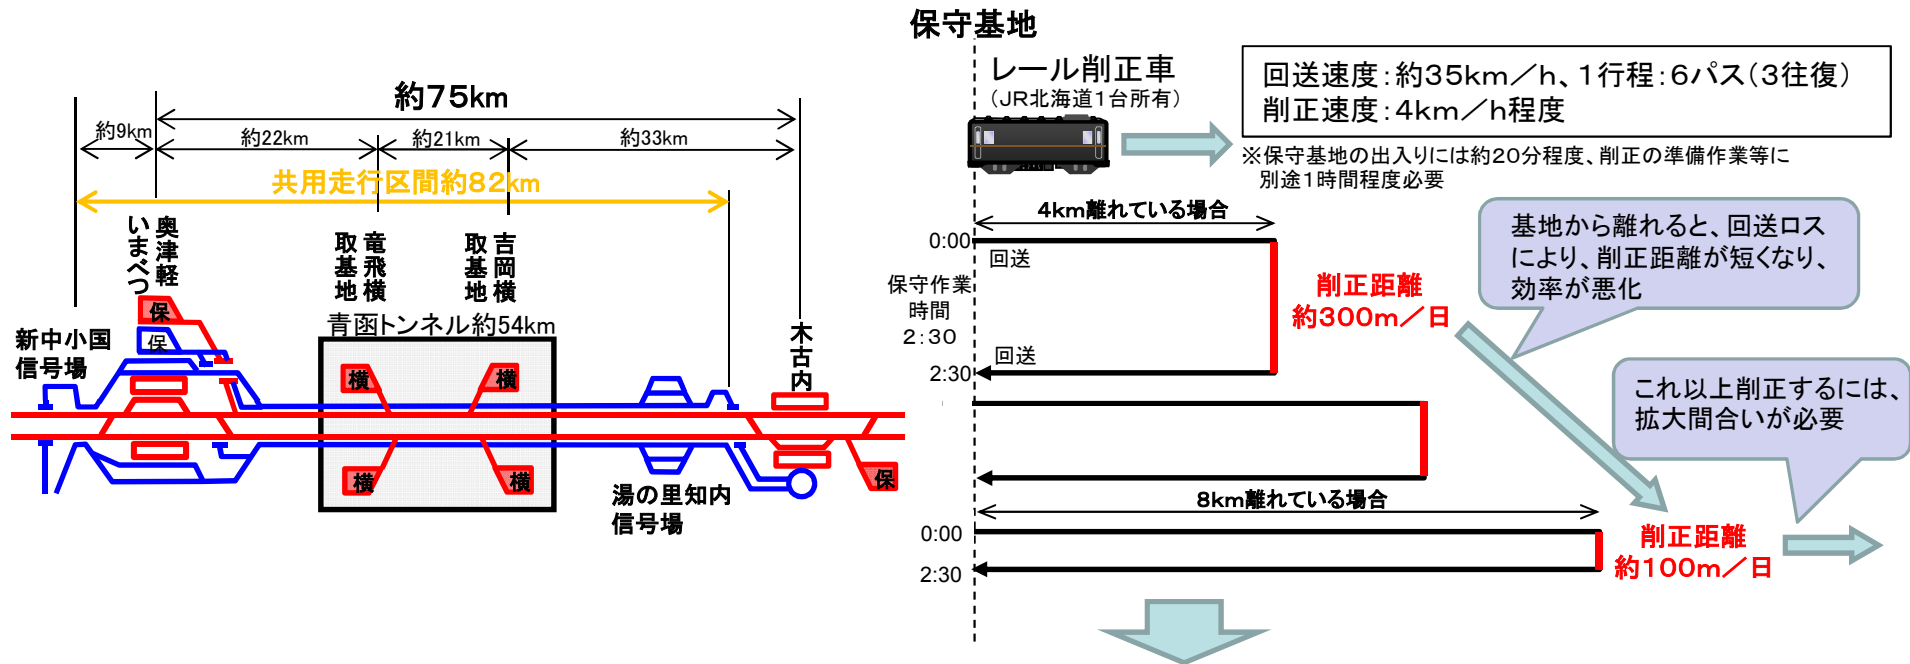 約75km
約9km
約22km
約21km
約33km
共用走行区間約82km
奥津軽
いまべつ
竜飛横
取基地
吉岡横
取基地
木古内
保
保
新中小国
信号場
青函トンネル約54km
横
横
横
横
保
湯の里知内
信号場
保守基地
レール削正車
（JR北海道1台所有）
回送速度：約35km／h、1行程：6パス（3往復）
削正速度：4km／h程度
※保守基地の出入りには約20分程度、削正の準備作業等に
別途1時間程度必要
4km離れている場合
0:00
回送
保守作業
時間
2:30
回送
2:30
削正距離
約300m／日
基地から離れると、回送ロス
により、削正距離が短くなり、
効率が悪化
これ以上削正するには、
拡大間合いが必要
8km離れている場合
0:00
2:30
削正距離
約100m／日